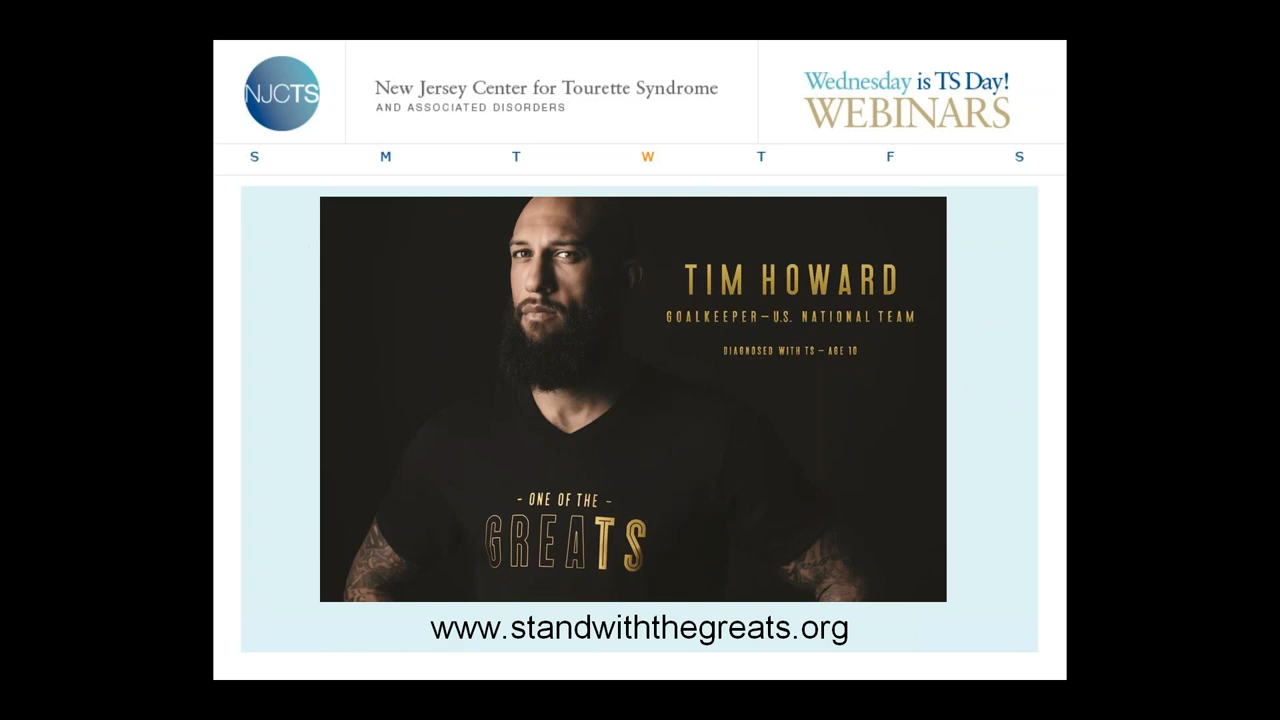 NJCTS
New Jersey Center for Tourette Syndrome
AND ASSOCIATED DISORDERS
Wednesday is TS Day!
WEBINARS
S M T W T F S
TIM HOWARD
GOALKEEPER – U.S. NATIONAL TEAM
DIAGNOSED WITH TS – AGE 10
- ONE OF THE -
GREATS
www.standwiththegreats.org